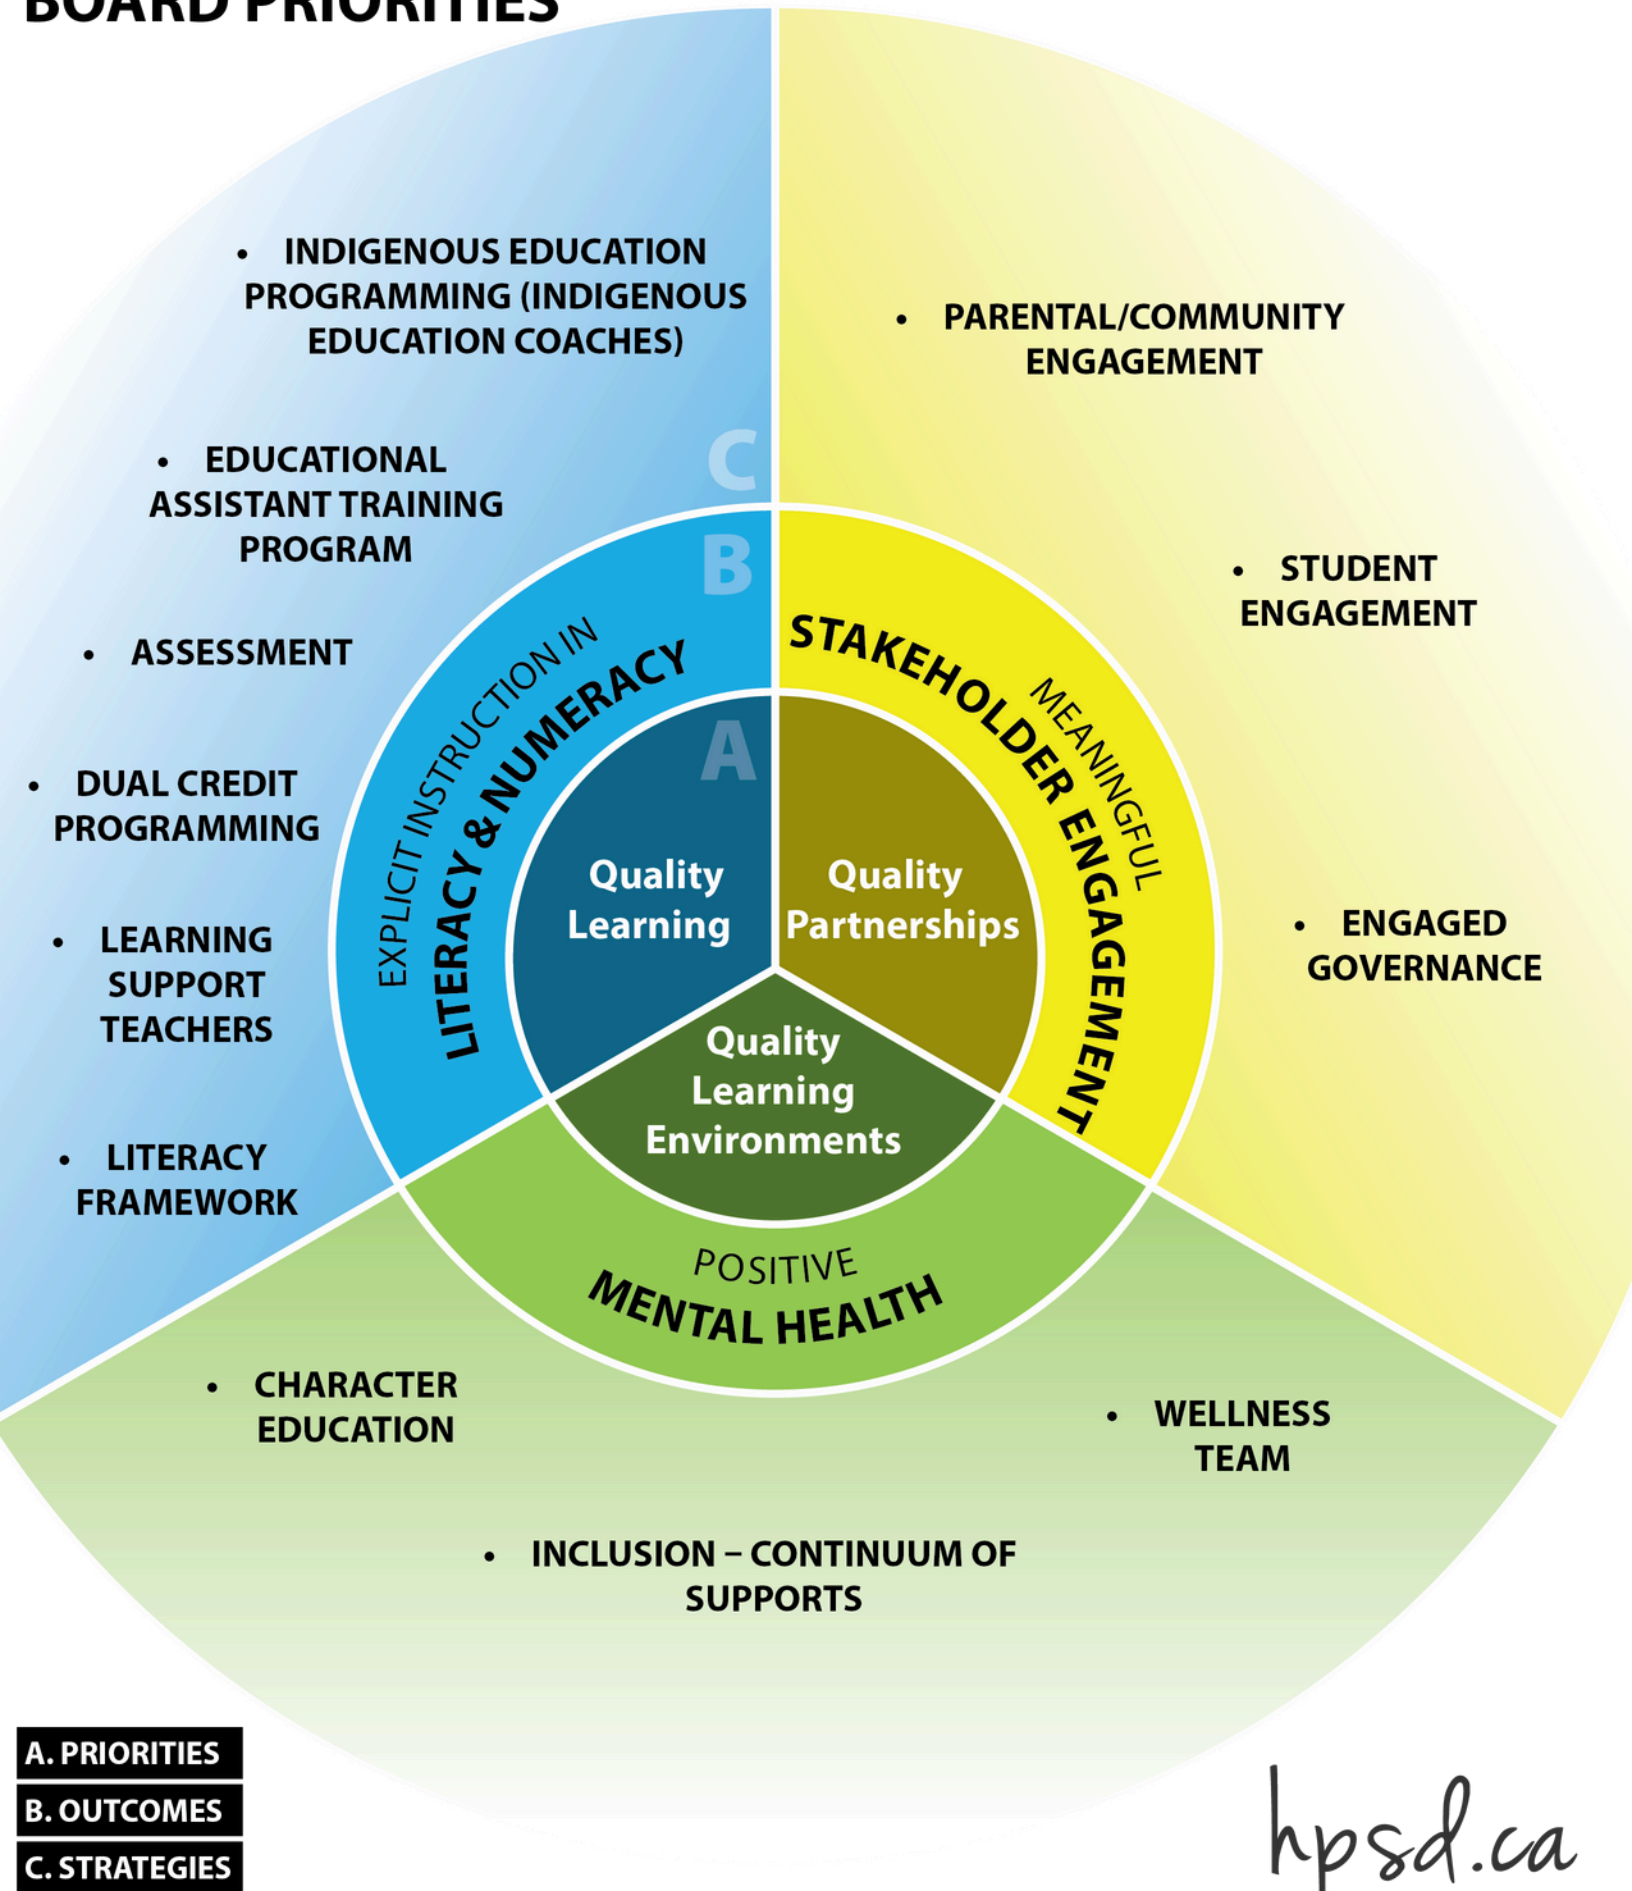 BOARD PRIORITIES
• INDIGENOUS EDUCATION
PROGRAMMING (INDIGENOUS
EDUCATION COACHES)
• EDUCATIONAL
ASSISTANT TRAINING
PROGRAM
• ASSESSMENT
• DUAL CREDIT
PROGRAMMING
• LEARNING
SUPPORT
TEACHERS
• LITERACY
FRAMEWORK
C
B
A
EXPLICIT INSTRUCTION IN
LITERACY & NUMERACY
Quality
Learning
• PARENTAL/COMMUNITY
ENGAGEMENT
• STUDENT
ENGAGEMENT
• ENGAGED
GOVERNANCE
MEANINGFUL
STAKEHOLDER ENGAGEMENT
Quality
Partnerships
Quality
Learning
Environments
POSITIVE
MENTAL HEALTH
• CHARACTER
EDUCATION
• WELLNESS
TEAM
• INCLUSION – CONTINUUM OF
SUPPORTS
A. PRIORITIES
B. OUTCOMES
C. STRATEGIES
hpsd.ca